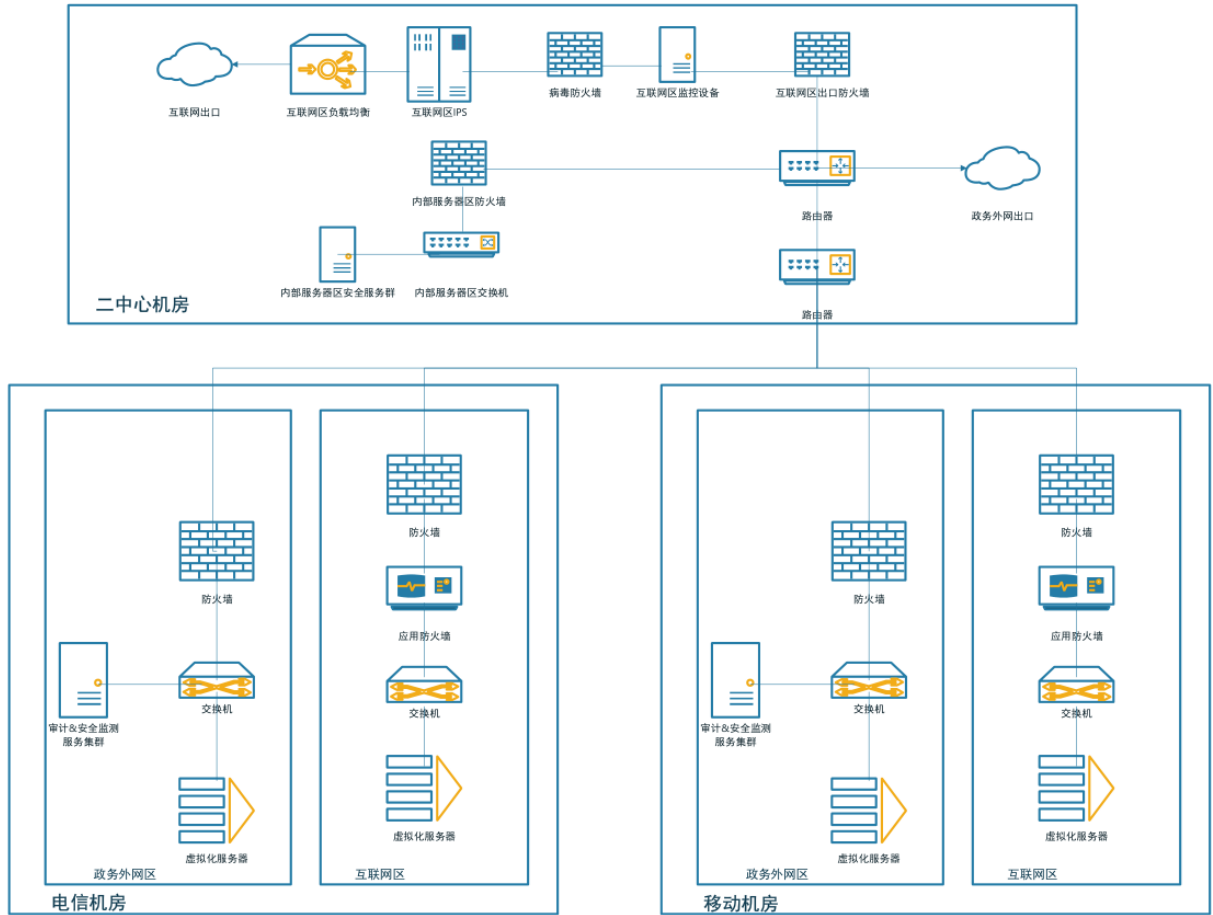 互联网出口
互联网区负载均衡
互联网区IPS
病毒防火墙
互联网区监控设备
互联网区出口防火墙
内部服务器区防火墙
路由器
政务外网出口
内部服务器区安全服务群
内部服务器区交换机
二中心机房
路由器
防火墙
防火墙
应用防火墙
审计&安全监测
服务集群
交换机
交换机
虚拟化服务器
虚拟化服务器
政务外网区
互联网区
电信机房
防火墙
防火墙
应用防火墙
审计&安全监测
服务集群
交换机
交换机
虚拟化服务器
虚拟化服务器
政务外网区
互联网区
移动机房